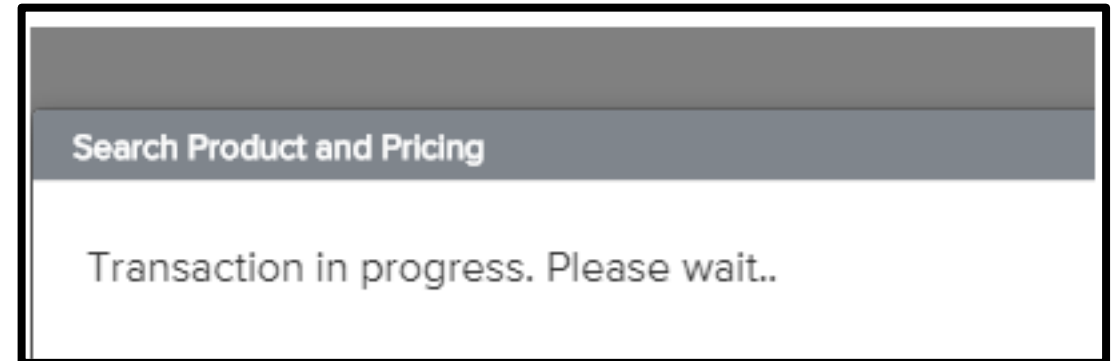 Search Product and Pricing
Transaction in progress. Please wait..